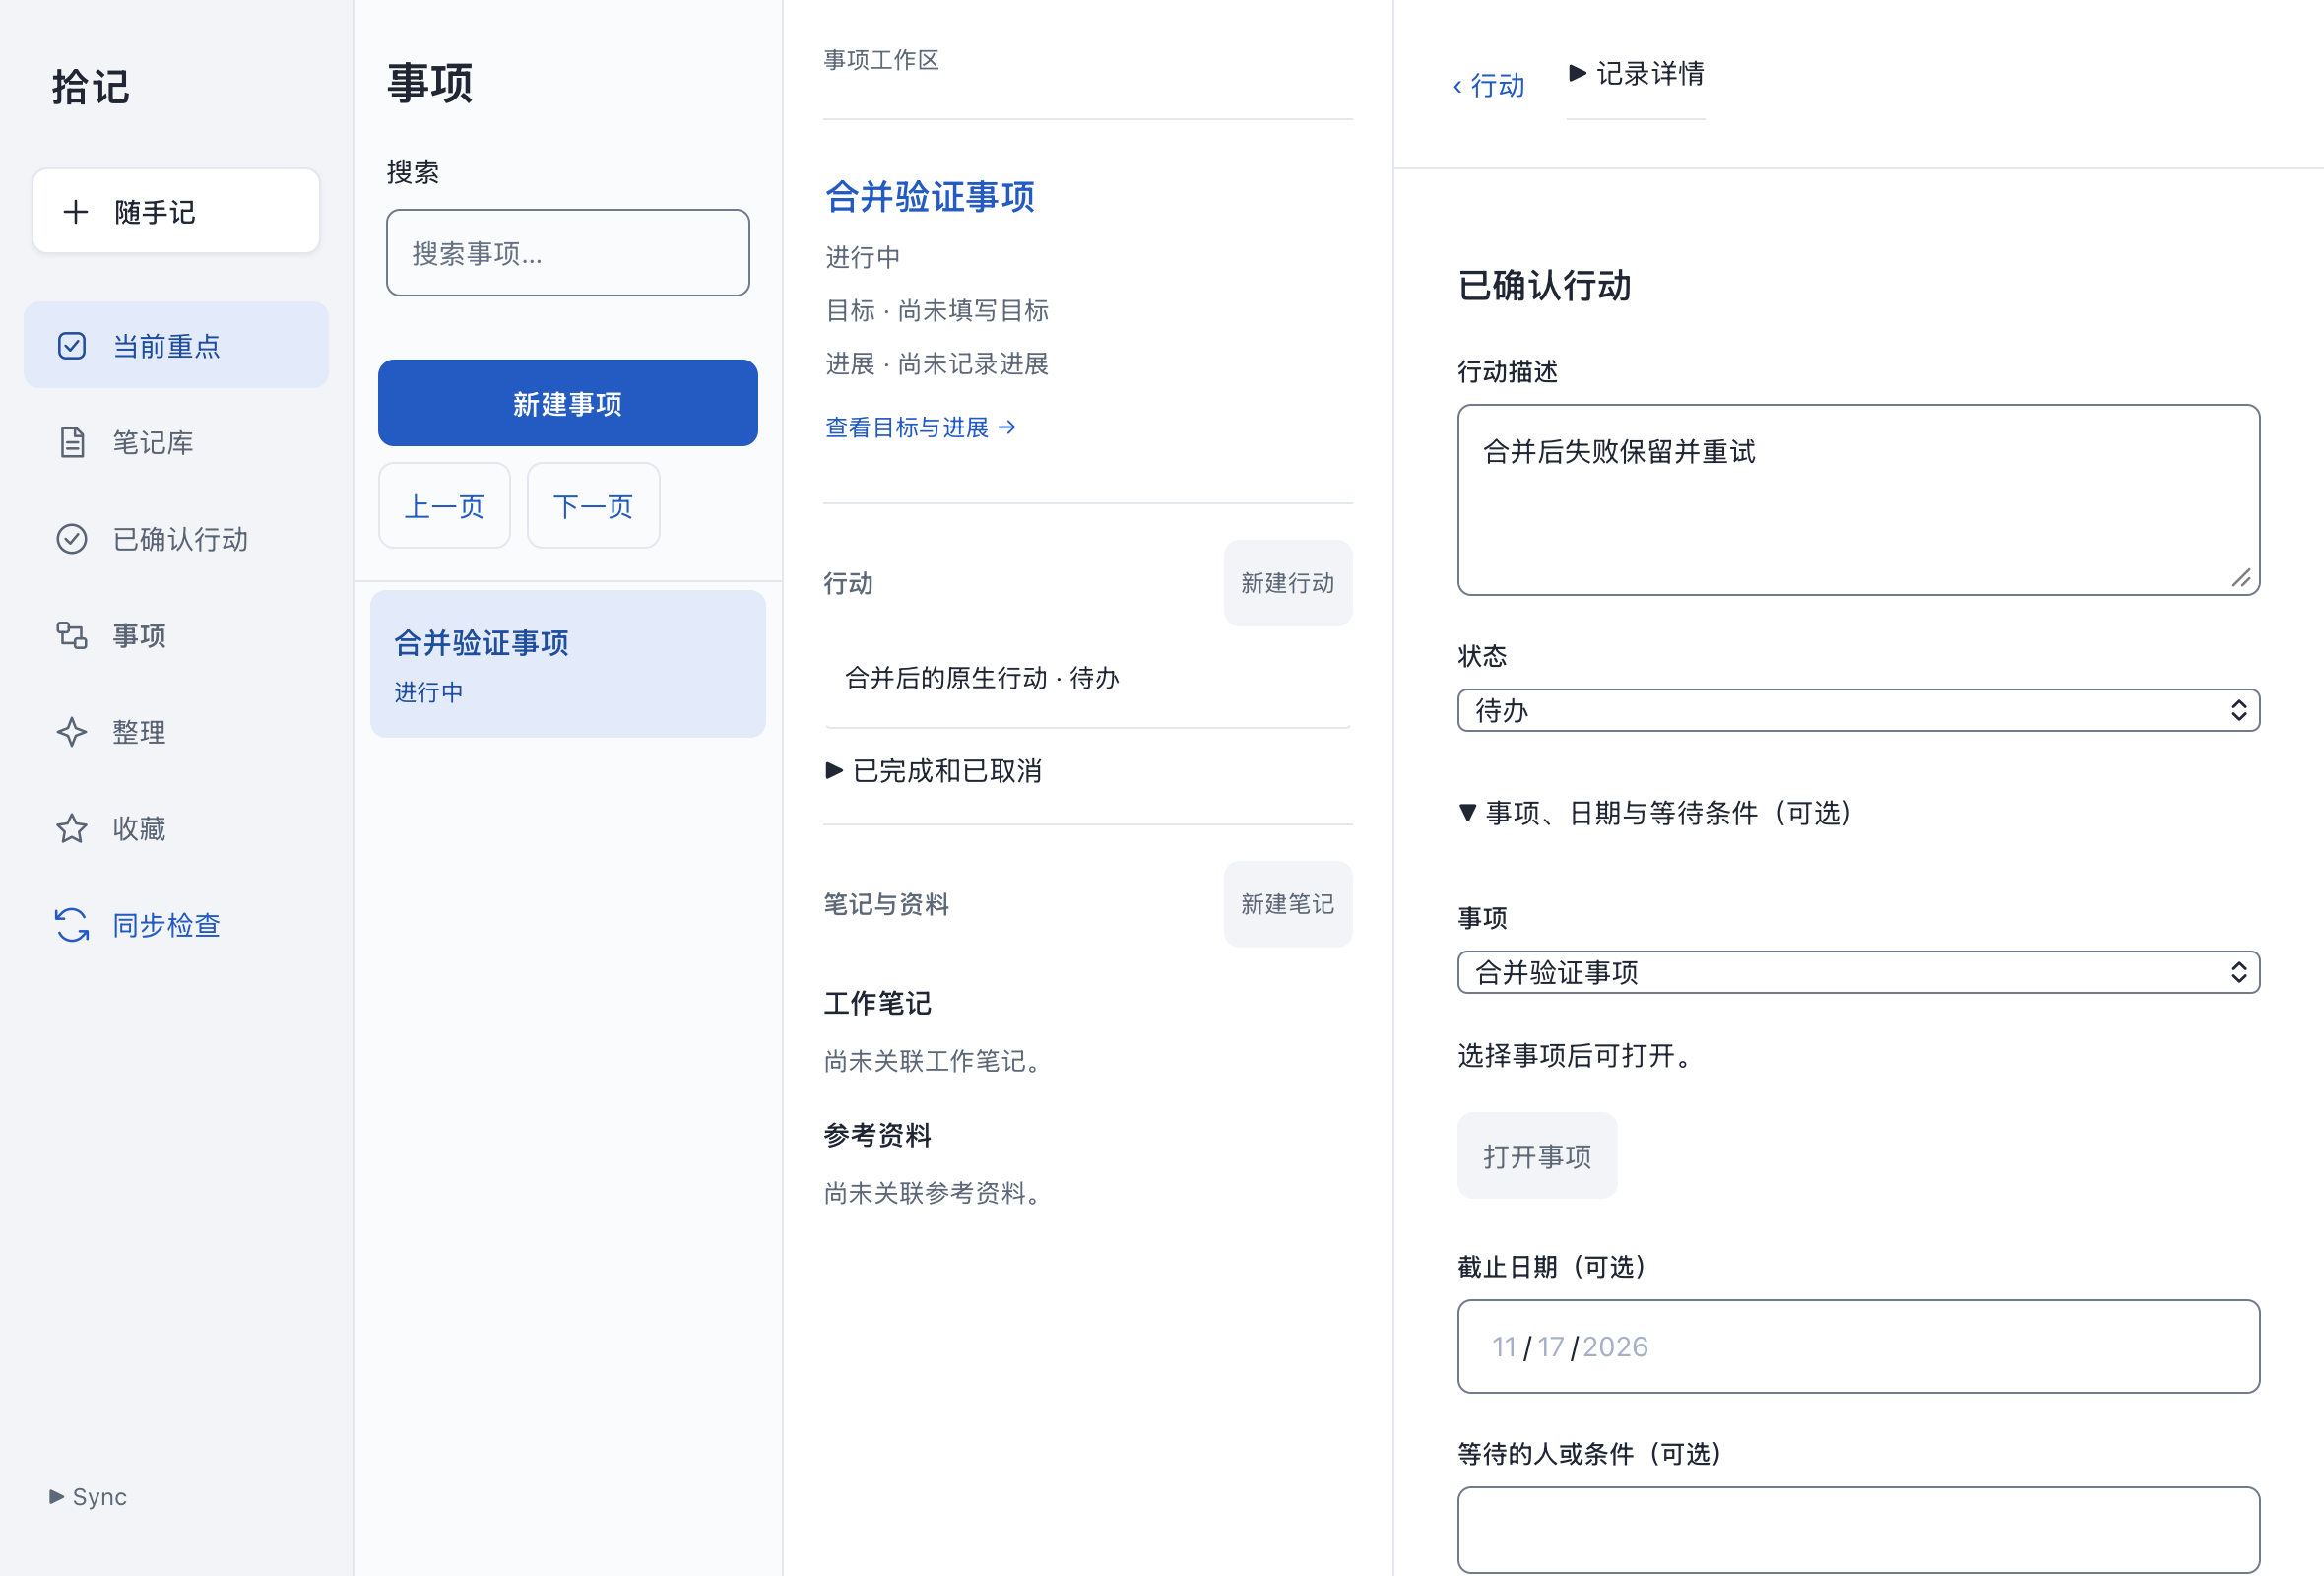 拾记
随手记
当前重点
笔记库
已确认行动
事项
整理
收藏
同步检查
Sync
事项
搜索
搜索事项...
新建事项
上一页
下一页
合并验证事项
进行中
事项工作区
合并验证事项
进行中
目标 · 尚未填写目标
进展 · 尚未记录进展
查看目标与进展 →
行动
新建行动
合并后的原生行动 · 待办
已完成和已取消
笔记与资料
新建笔记
工作笔记
尚未关联工作笔记。
参考资料
尚未关联参考资料。
‹ 行动
记录详情
已确认行动
行动描述
合并后失败保留并重试
状态
待办
事项、日期与等待条件（可选）
事项
合并验证事项
选择事项后可打开。
打开事项
截止日期（可选）
11/17/2026
等待的人或条件（可选）